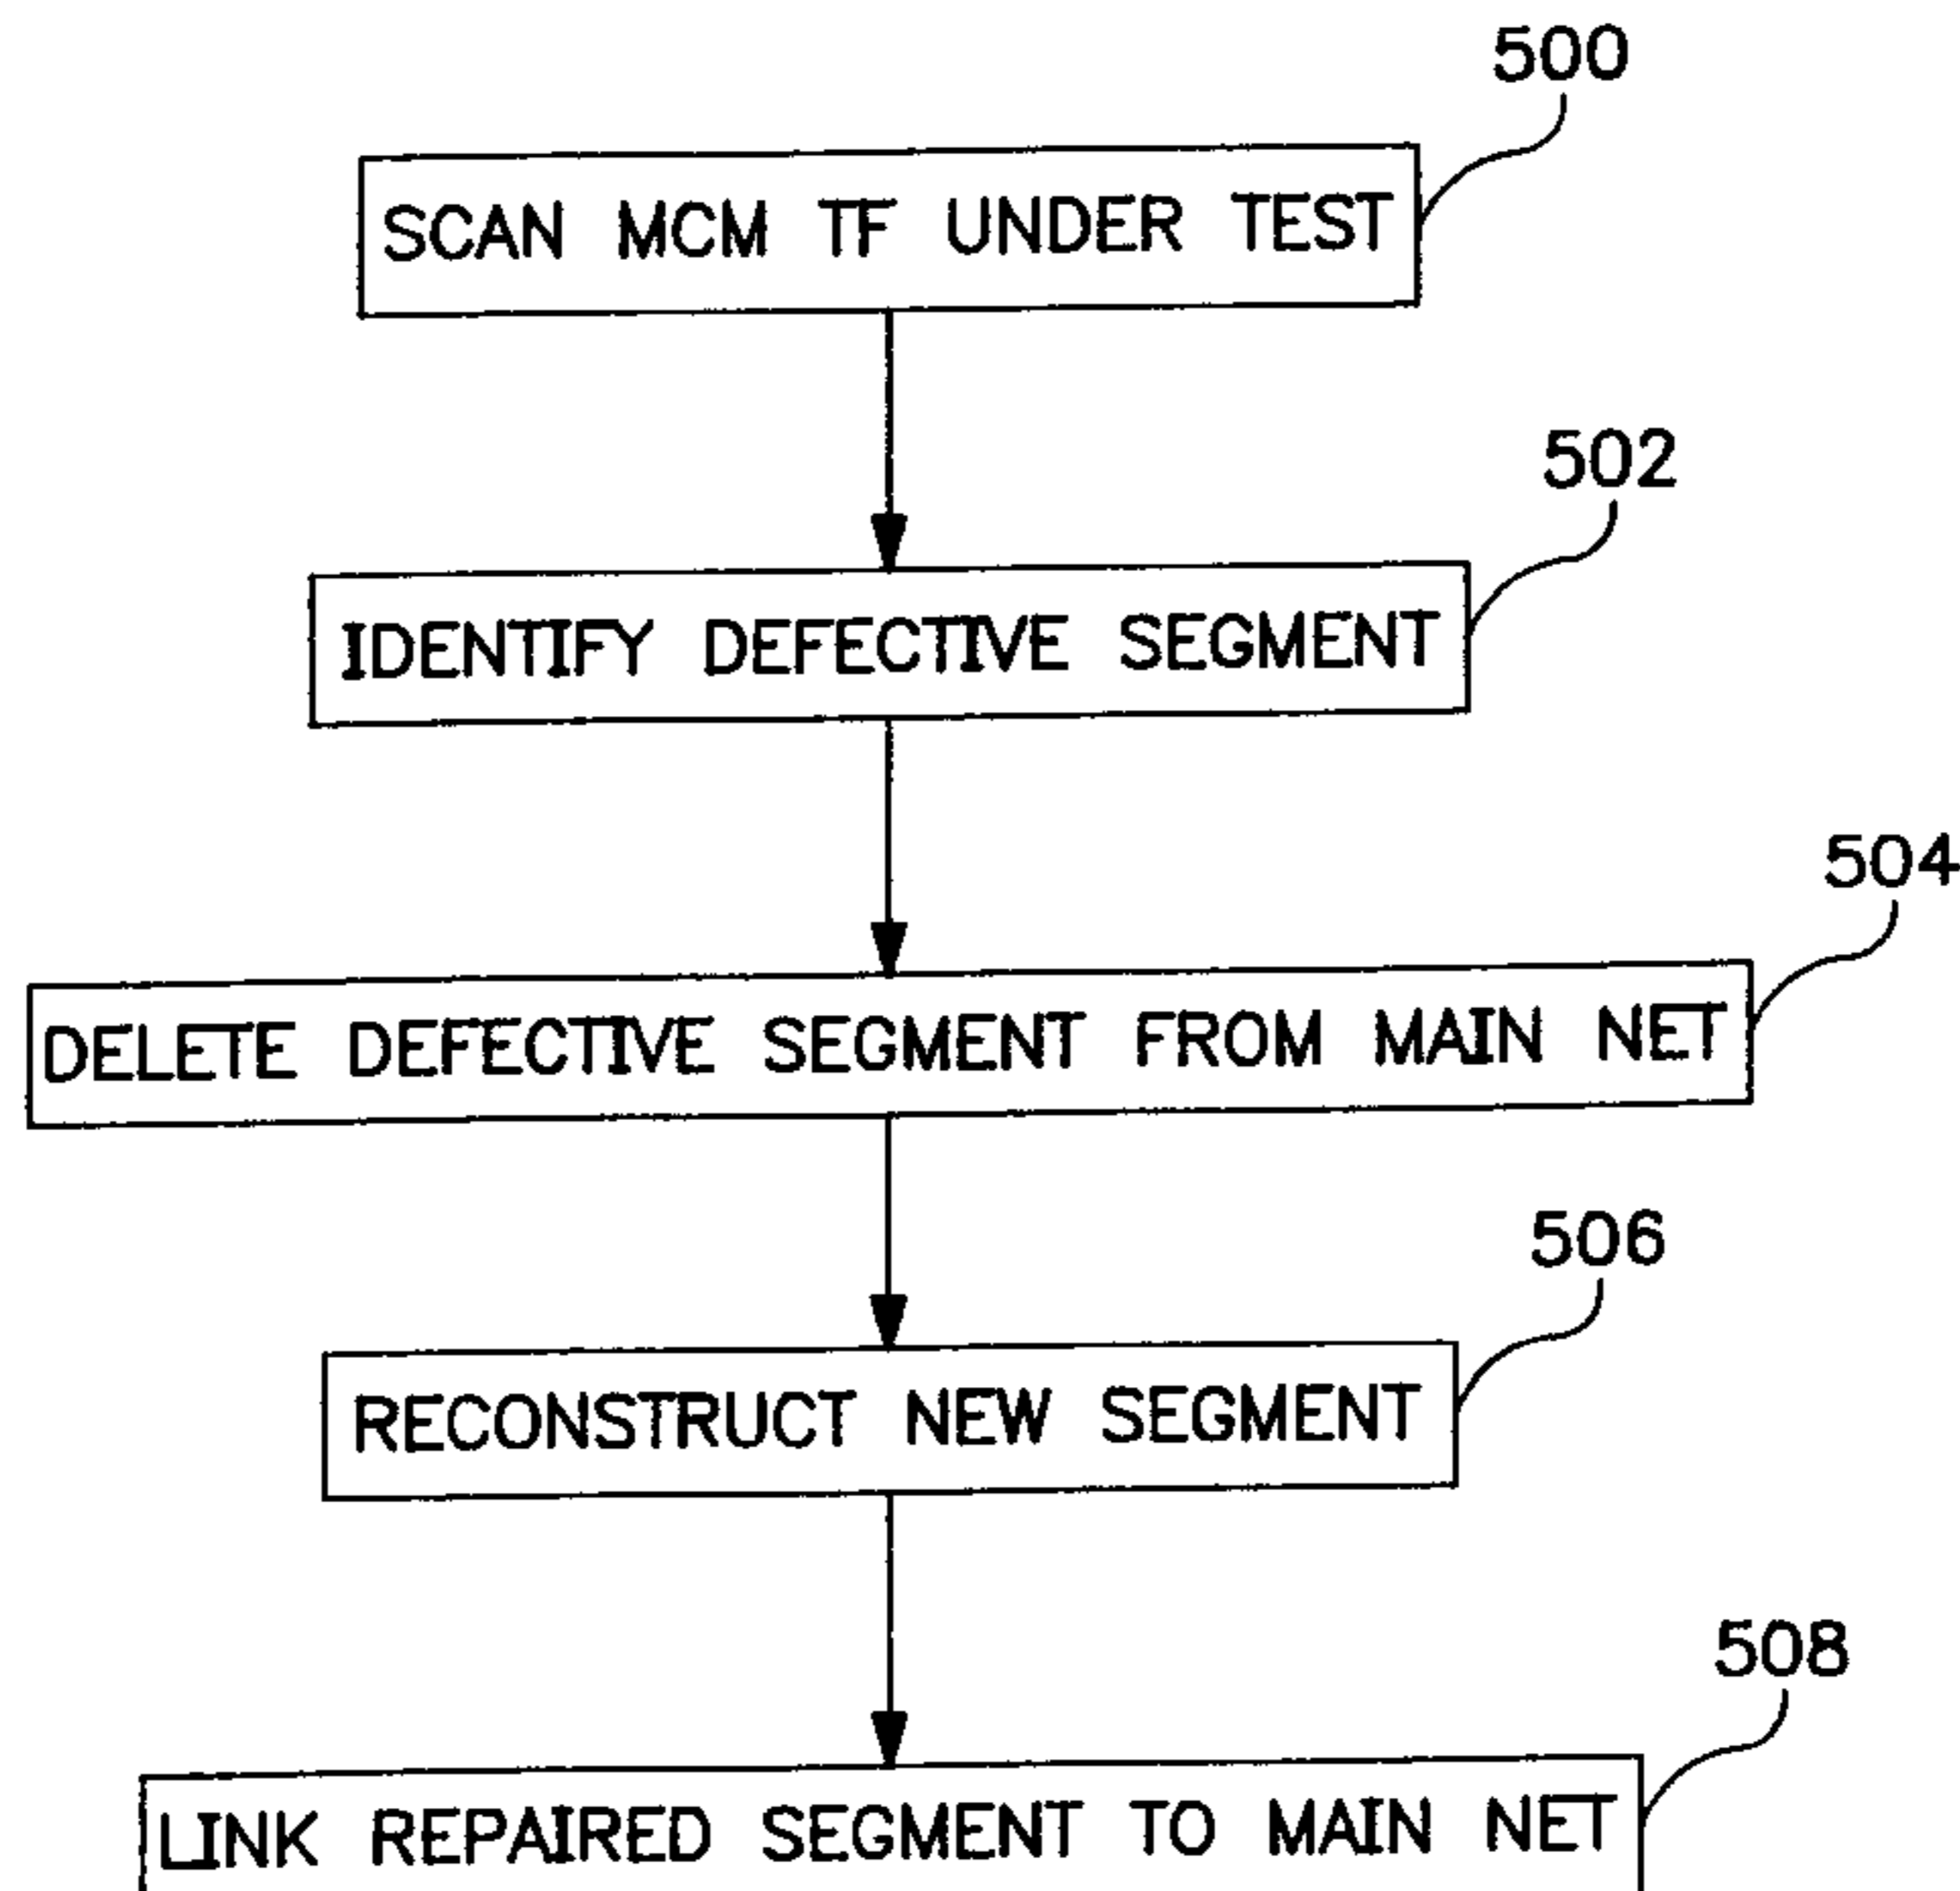 500
SCAN MCM TF UNDER TEST
502
IDENTIFY DEFECTIVE SEGMENT
504
DELETE DEFECTIVE SEGMENT FROM MAIN NET
506
RECONSTRUCT NEW SEGMENT
508
LINK REPAIRED SEGMENT TO MAIN NET